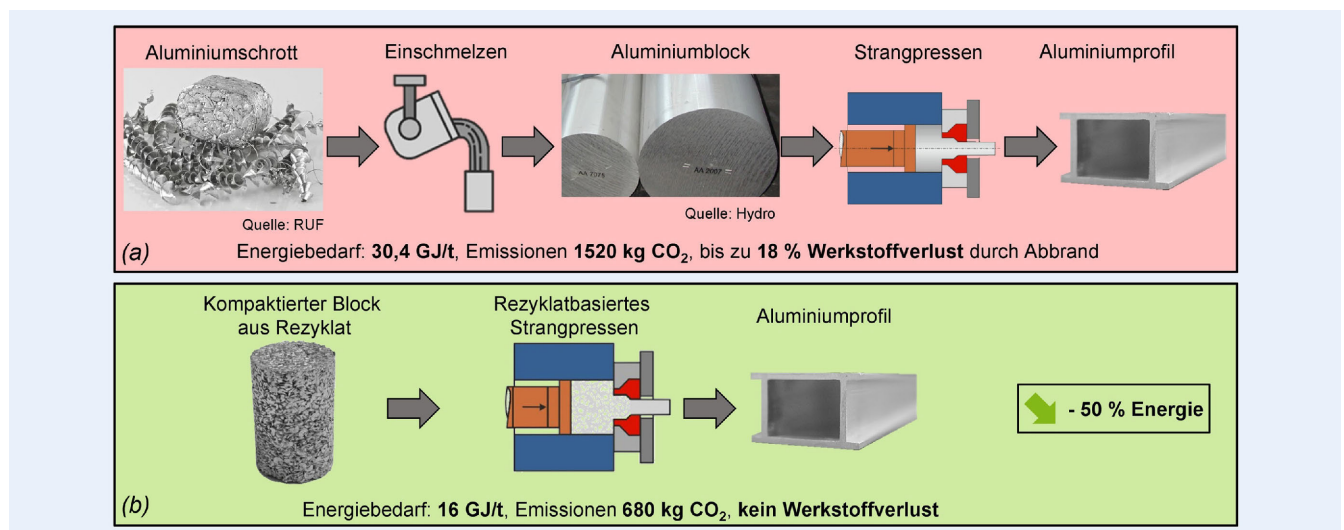 Aluminiumschrott
Einschmelzen
Aluminiumblock
Strangpressen
Aluminiumprofil
AA 2007
Quelle: RUF
Quelle: Hydro
(a)
Energiebedarf: 30,4 GJ/t, Emissionen 1520 kg CO₂, bis zu 18 % Werkstoffverlust durch Abbrand
Kompaktierter Block
aus Rezyklat
Rezyklatbasiertes
Strangpressen
Aluminiumprofil
- 50 % Energie
(b)
Energiebedarf: 16 GJ/t, Emissionen 680 kg CO₂, kein Werkstoffverlust